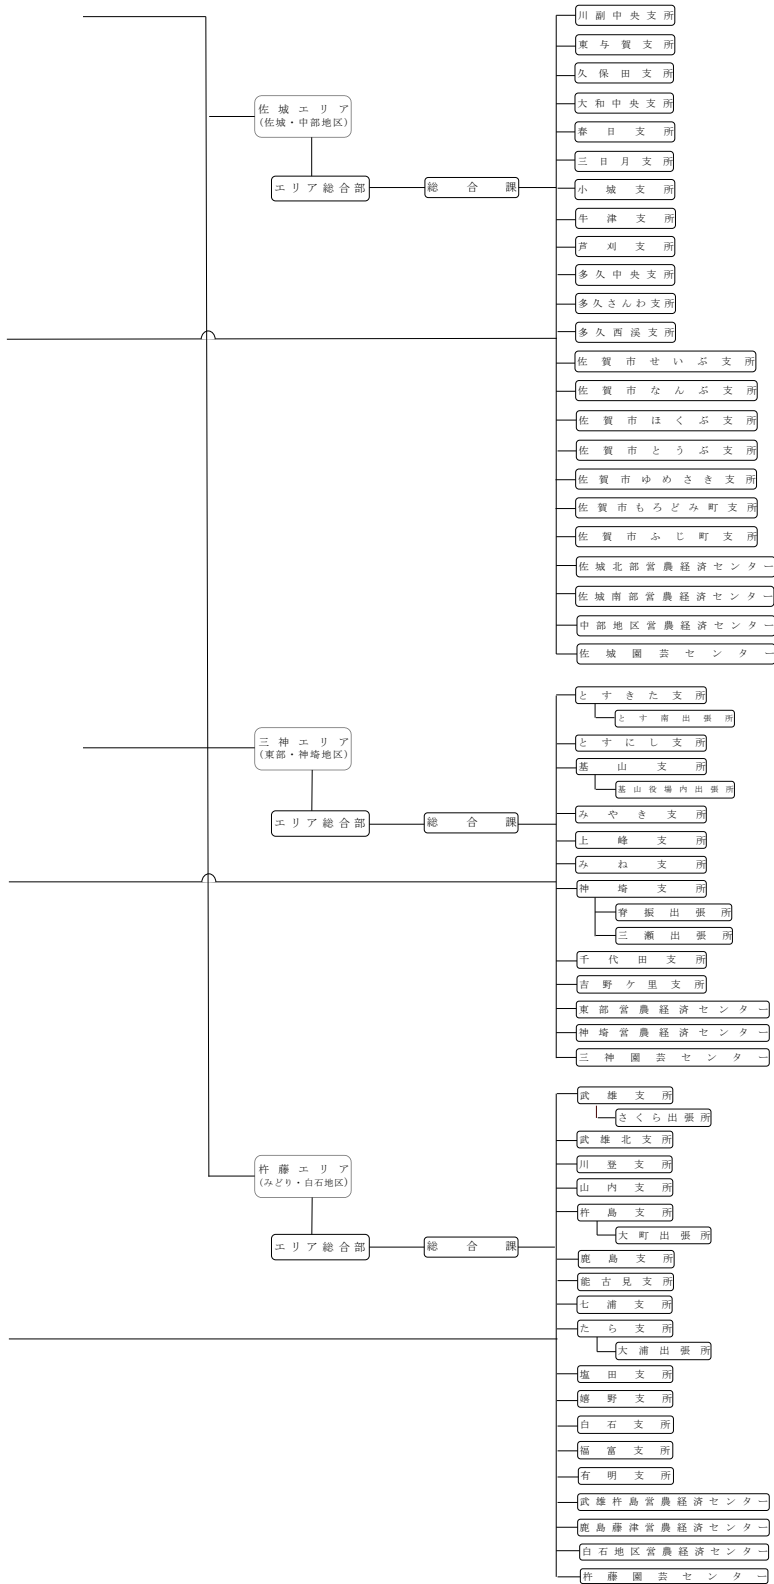 川副中央支所
東与賀支所
久保田支所
大和中央支所
春日支所
三日月支所
小城支所
牛津支所
芦刈支所
多久中央支所
多久さんわ支所
多久西渓支所
佐賀市せいぶ支所
佐賀市なんぶ支所
佐賀市ほくぶ支所
佐賀市とうぶ支所
佐賀市ゆめさき支所
佐賀市もろどみ町支所
佐賀市ふじ町支所
佐城北部営農経済センター
佐城南部営農経済センター
中部地区営農経済センター
佐城園芸センター
佐城エリア
(佐城・中部地区)
エリア総合部
総合課
とすきた支所
とす南出張所
とすにし支所
基山支所
基山役場内出張所
みやき支所
上峰支所
みね支所
神埼支所
脊振出張所
三瀬出張所
千代田支所
吉野ケ里支所
東部営農経済センター
神埼営農経済センター
三神園芸センター
三神エリア
(東部・神埼地区)
エリア総合部
総合課
武雄支所
さくら出張所
武雄北支所
川登支所
山内支所
杵島支所
大町出張所
鹿島支所
能古見支所
七浦支所
たら支所
大浦出張所
塩田支所
嬉野支所
白石支所
福富支所
有明支所
武雄杵島営農経済センター
鹿島藤津営農経済センター
白石地区営農経済センター
杵藤園芸センター
杵藤エリア
(みどり・白石地区)
エリア総合部
総合課